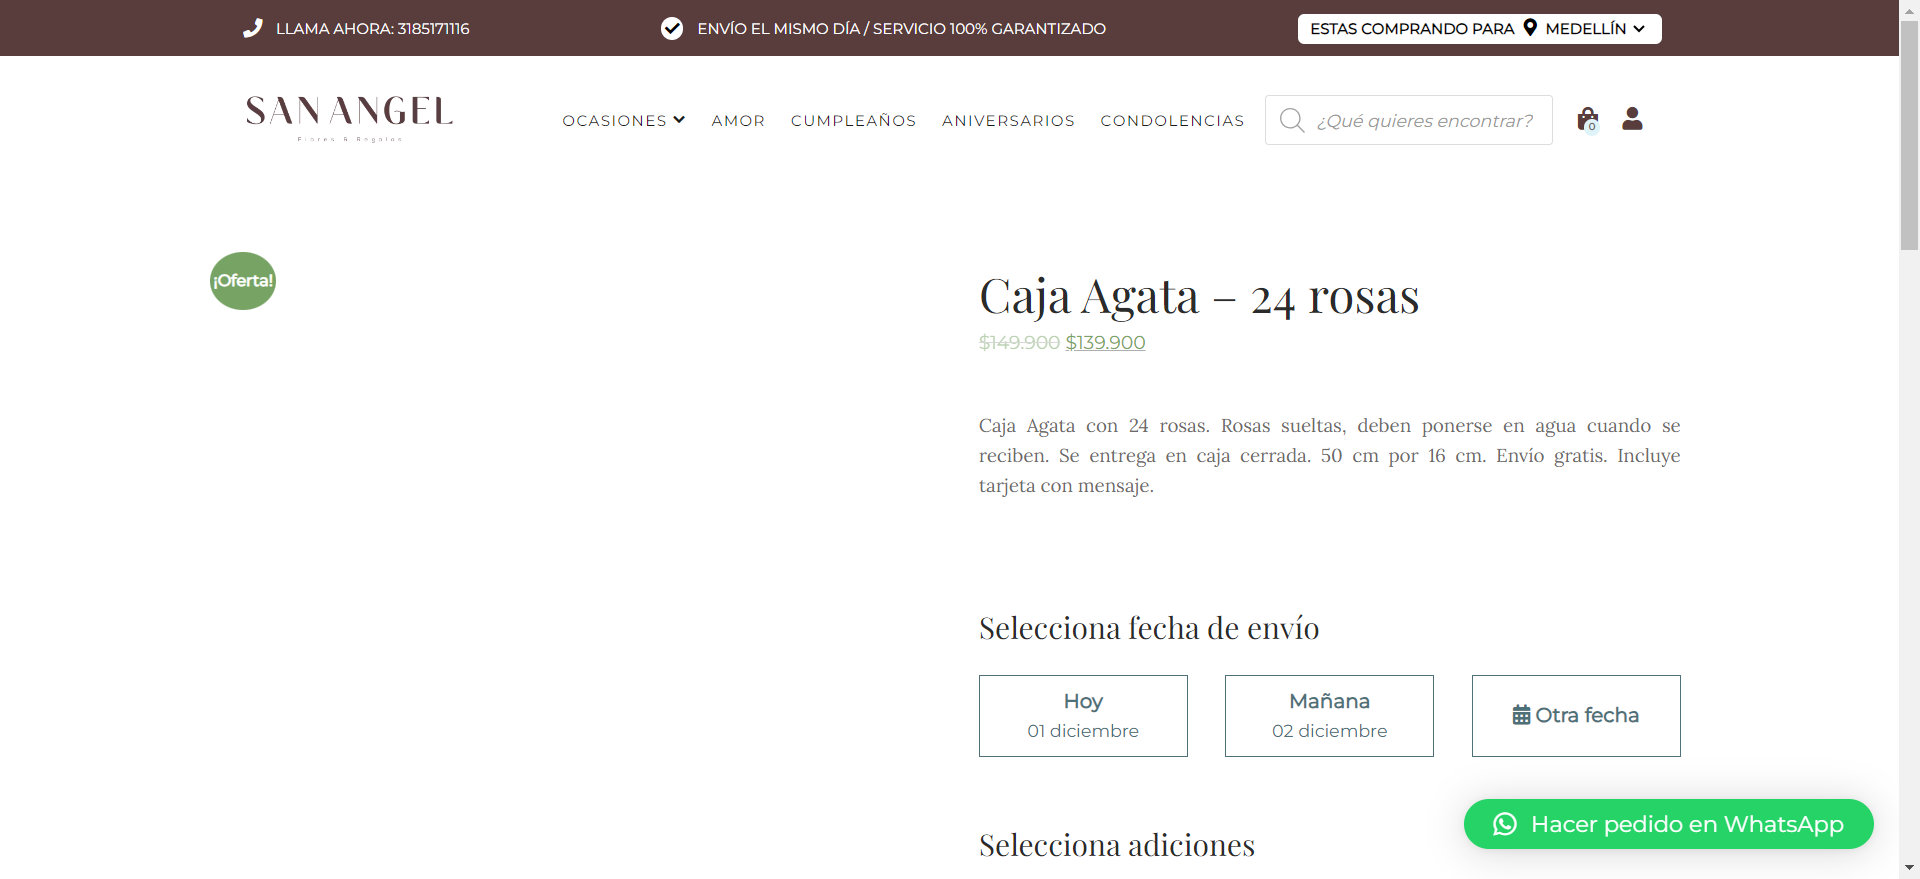 LLAMA AHORA: 3185171116
ENVÍO EL MISMO DÍA / SERVICIO 100% GARANTIZADO
ESTAS COMPRANDO PARA MEDELLÍN
SAN ANGEL
Flores & Regalos
OCASIONES
AMOR
CUMPLEAÑOS
ANIVERSARIOS
CONDOLENCIAS
¿Qué quieres encontrar?
0
¡Oferta!
Caja Agata – 24 rosas
$149.900 $139.900
Caja Agata con 24 rosas. Rosas sueltas, deben ponerse en agua cuando se
reciben. Se entrega en caja cerrada. 50 cm por 16 cm. Envío gratis. Incluye
tarjeta con mensaje.
Selecciona fecha de envío
Hoy
01 diciembre
Mañana
02 diciembre
Otra fecha
Selecciona adiciones
Hacer pedido en WhatsApp